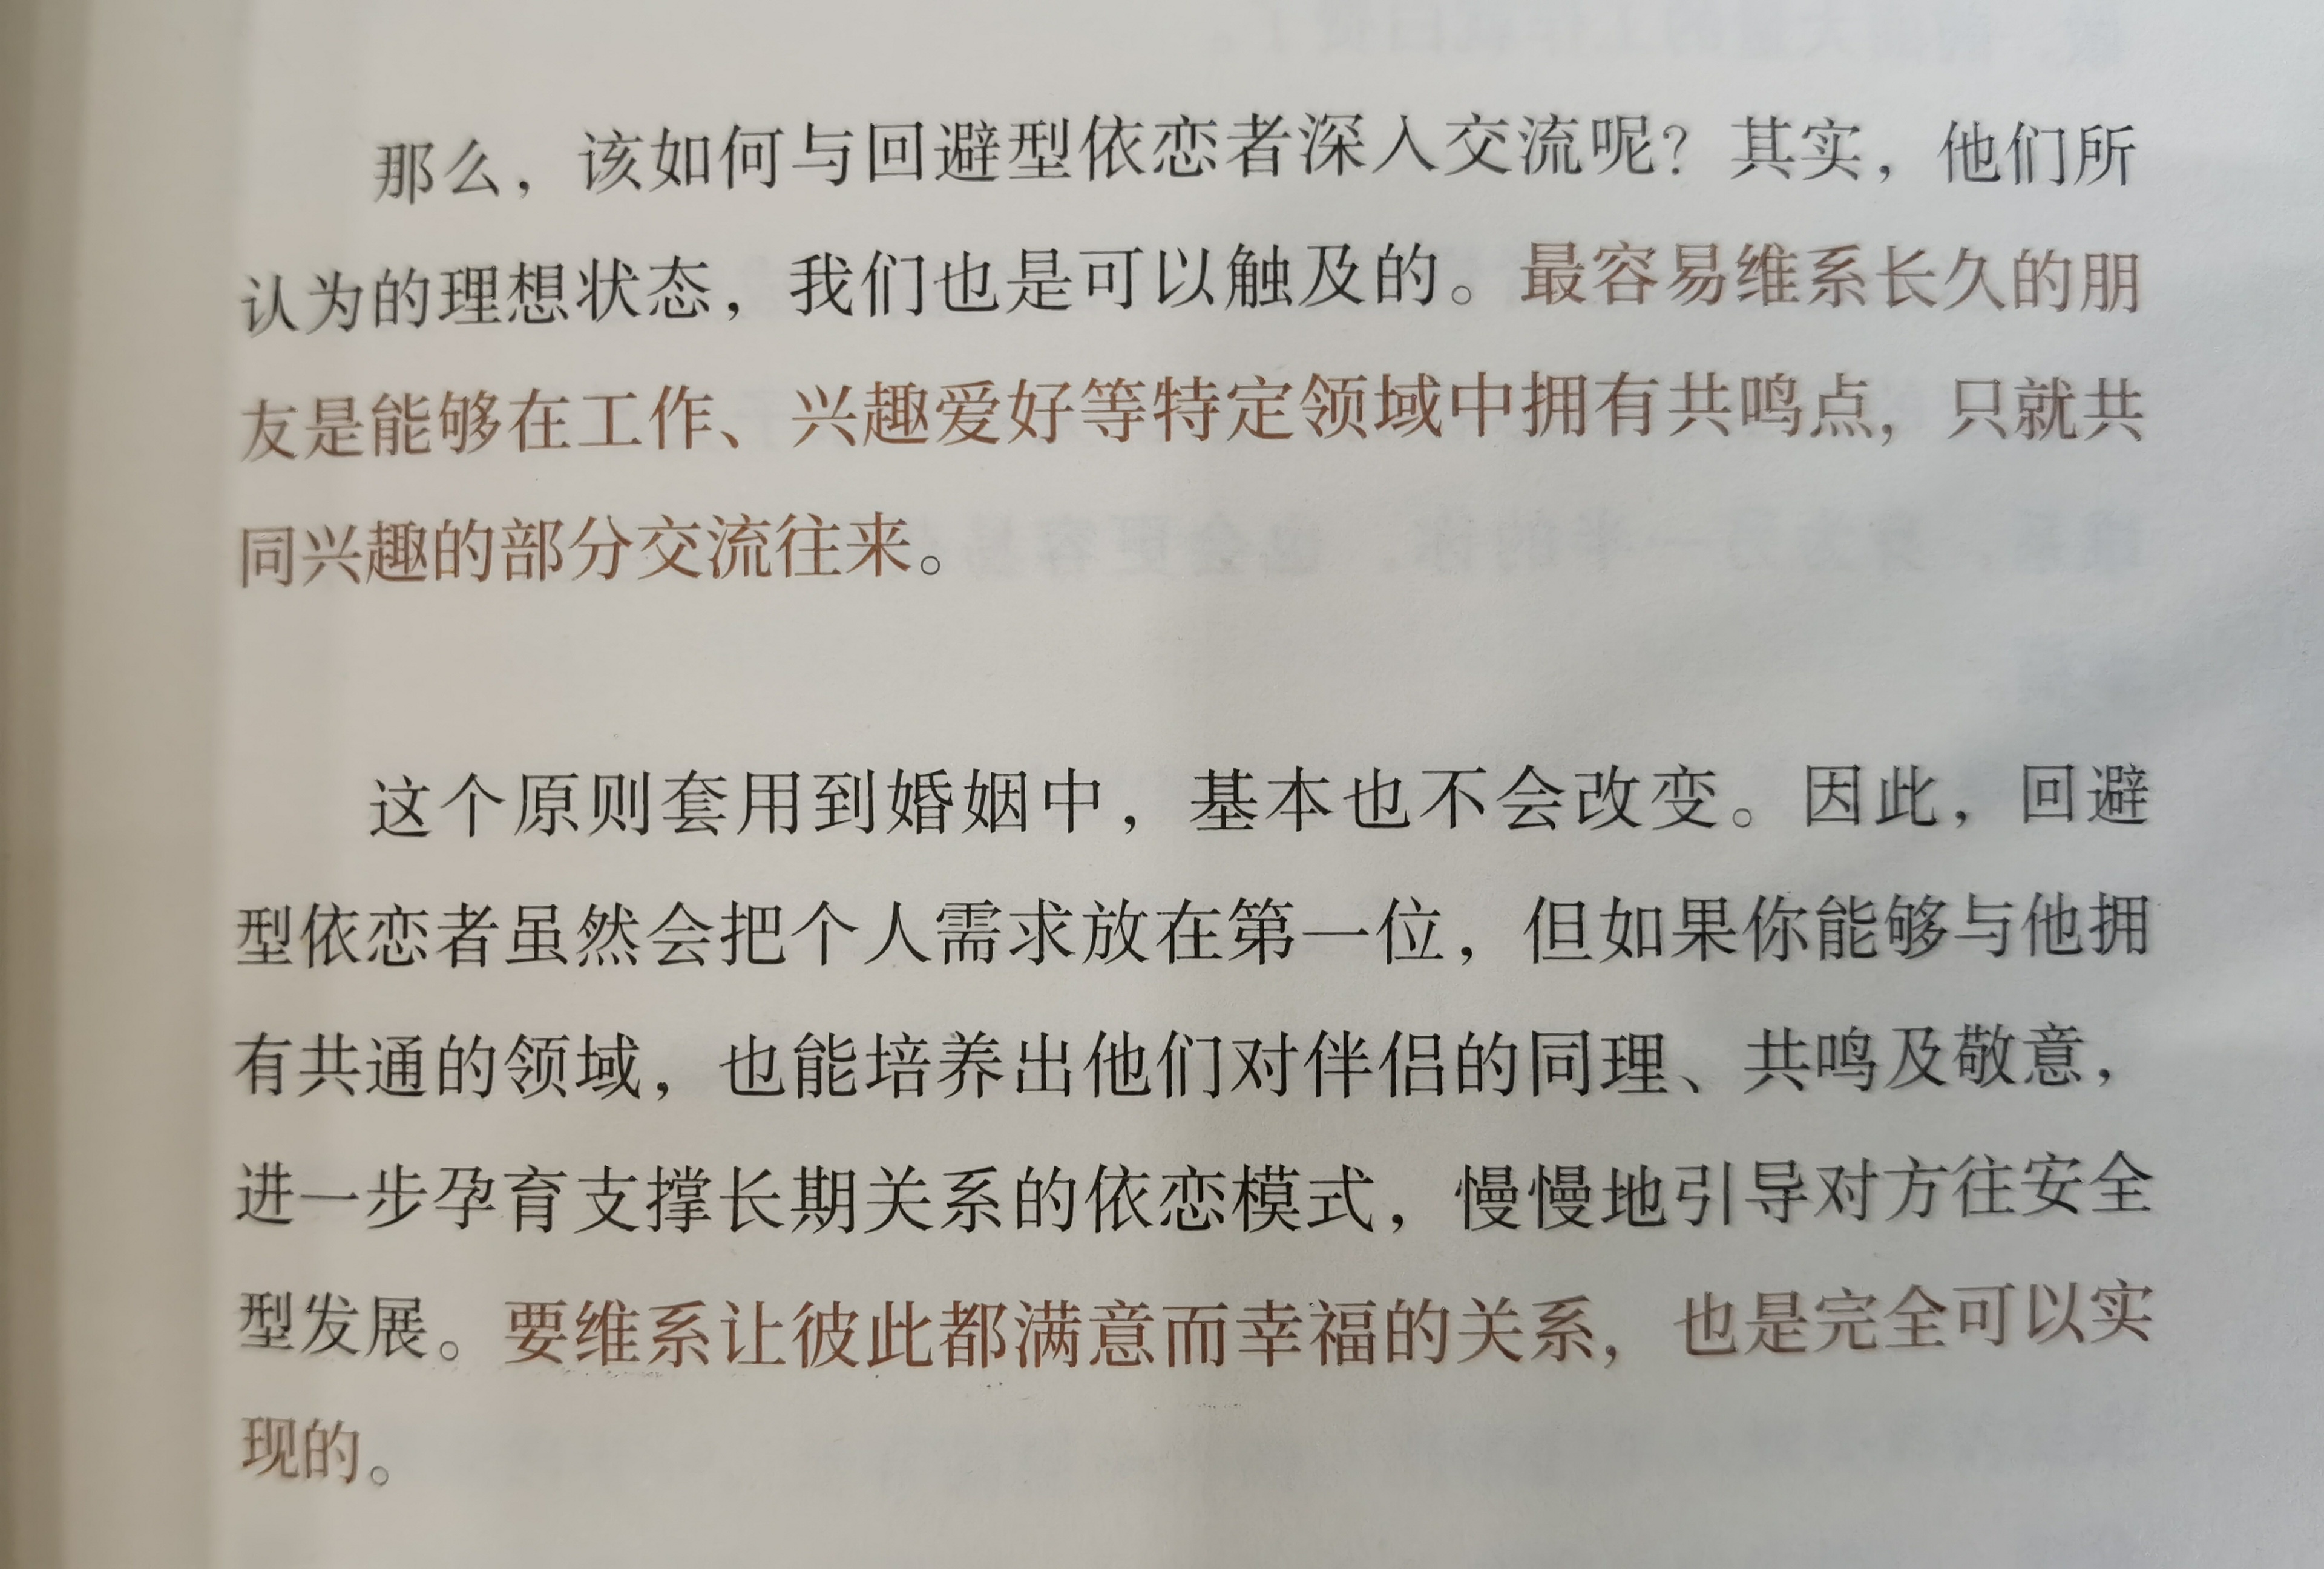 那么，该如何与回避型依恋者深入交流呢？其实，他们所
认为的理想状态，我们也是可以触及的。最容易维系长久的朋
友是能够在工作、兴趣爱好等特定领域中拥有共鸣点，只就共
同兴趣的部分交流往来。
这个原则套用到婚姻中，基本也不会改变。因此，回避
型依恋者虽然会把个人需求放在第一位，但如果你能够与他拥
有共通的领域，也能培养出他们对伴侣的同理、共鸣及敬意，
进一步孕育支撑长期关系的依恋模式，慢慢地引导对方往安全
型发展。要维系让彼此都满意而幸福的关系，也是完全可以实
现的。